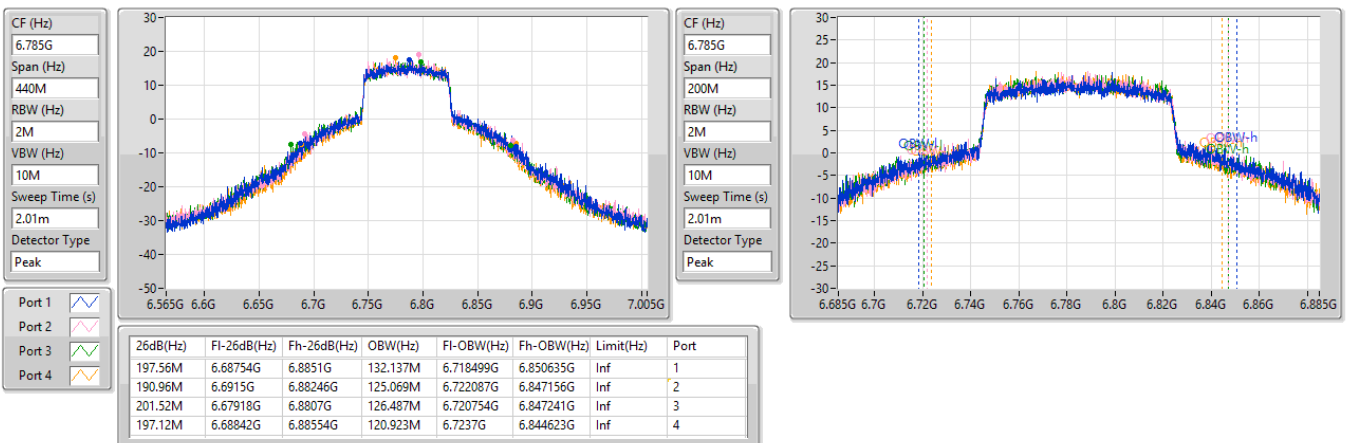 CF (Hz)
6.785G
Span (Hz)
440M
RBW (Hz)
2M
VBW (Hz)
10M
Sweep Time (s)
2.01m
Detector Type
Peak
30
20
10
0
-10
-20
-30
-40
-50
6.565G 6.6G 6.65G 6.7G 6.75G 6.8G 6.85G 6.9G 6.95G 7.005G
CF (Hz)
6.785G
Span (Hz)
200M
RBW (Hz)
2M
VBW (Hz)
10M
Sweep Time (s)
2.01m
Detector Type
Peak
30
25
20
15
10
5
0
-5
-10
-15
-20
-25
-30
OBW-h
6.685G 6.7G 6.72G 6.74G 6.76G 6.78G 6.8G 6.82G 6.84G 6.86G 6.885G
Port 1
Port 2
Port 3
Port 4
26dB(Hz) Fl-26dB(Hz) Fh-26dB(Hz) OBW(Hz) Fl-OBW(Hz) Fh-OBW(Hz) Limit(Hz) Port
197.56M 6.68754G 6.8851G 132.137M 6.718499G 6.850635G Inf 1
190.96M 6.6915G 6.88246G 125.069M 6.722087G 6.847156G Inf 2
201.52M 6.67918G 6.8807G 126.487M 6.720754G 6.847241G Inf 3
197.12M 6.68842G 6.88554G 120.923M 6.7237G 6.844623G Inf 4